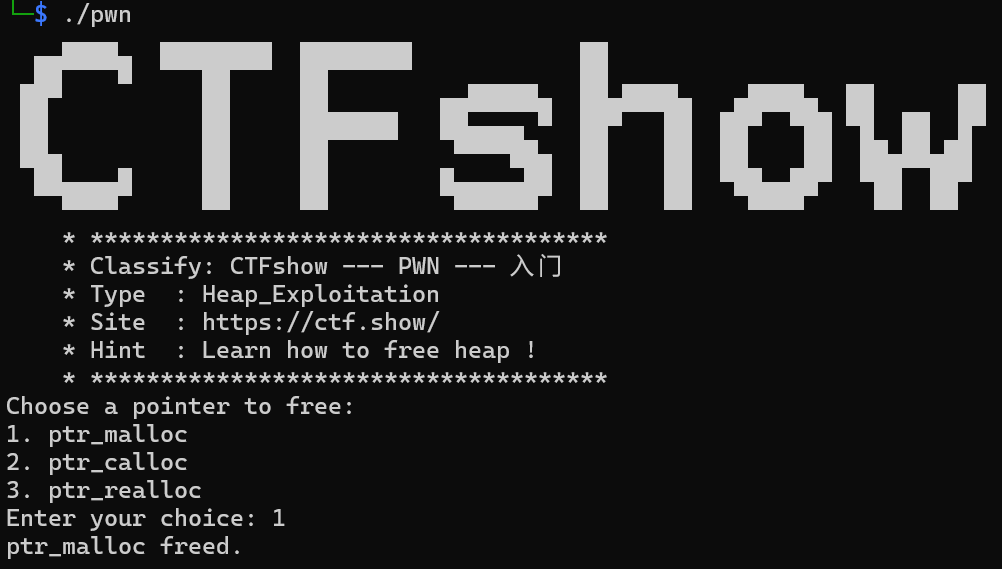 └─$ ./pwn
CTFshow
* *************************************
* Classify: CTFshow --- PWN --- 入门
* Type  : Heap_Exploitation
* Site  : https://ctf.show/
* Hint  : Learn how to free heap !
* *************************************
Choose a pointer to free:
1. ptr_malloc
2. ptr_calloc
3. ptr_realloc
Enter your choice: 1
ptr_malloc freed.